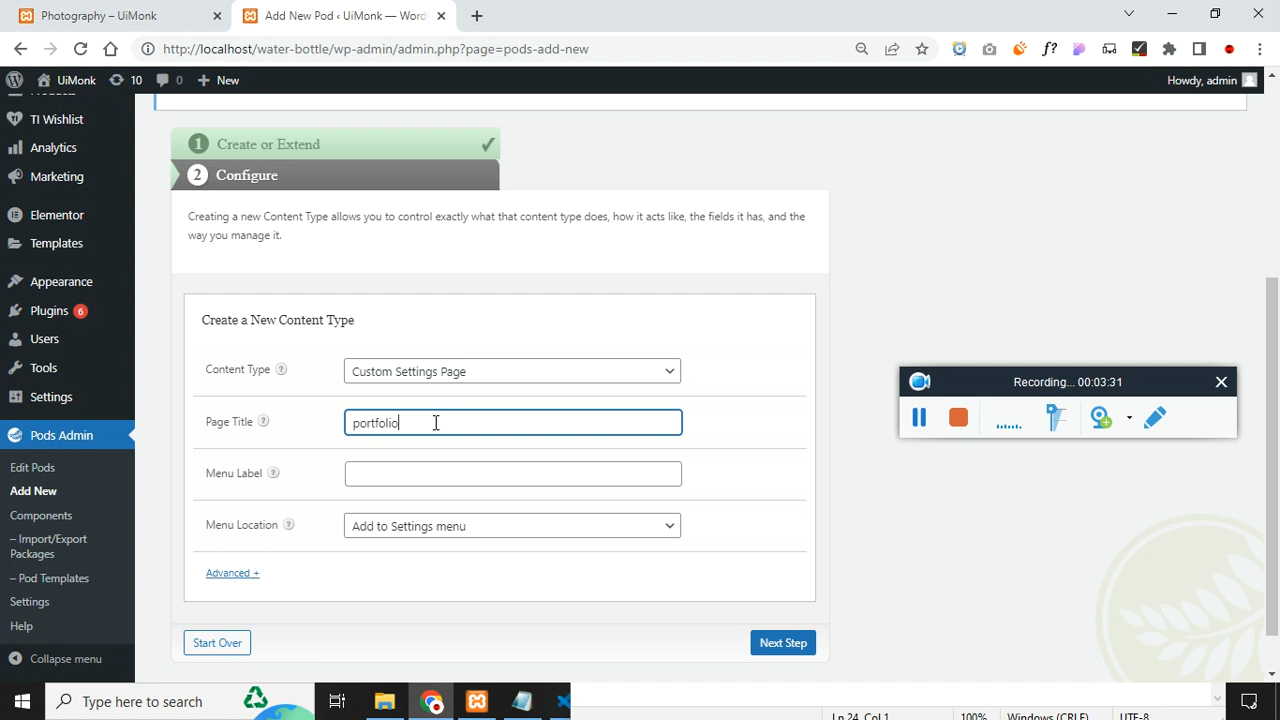 Photography – UiMonk
Add New Pod ‹ UiMonk — Word
http://localhost/water-bottle/wp-admin/admin.php?page=pods-add-new
UiMonk 10 0 New Howdy, admin
TI Wishlist
Analytics
Marketing
Elementor
Templates
Appearance
Plugins 6
Users
Tools
Settings
Pods Admin
Edit Pods
Add New
Components
– Import/Export
Packages
– Pod Templates
Settings
Help
Collapse menu
1 Create or Extend
2 Configure
Creating a new Content Type allows you to control exactly what that content type does, how it acts like, the fields it has, and the
way you manage it.
Create a New Content Type
Content Type ? Custom Settings Page
Page Title ? portfolio
Menu Label ?
Menu Location ? Add to Settings menu
Advanced +
Start Over Next Step
Recording... 00:03:31
Type here to search
Ln 24, Col 1 100% Windows (CRLF) UTF-8